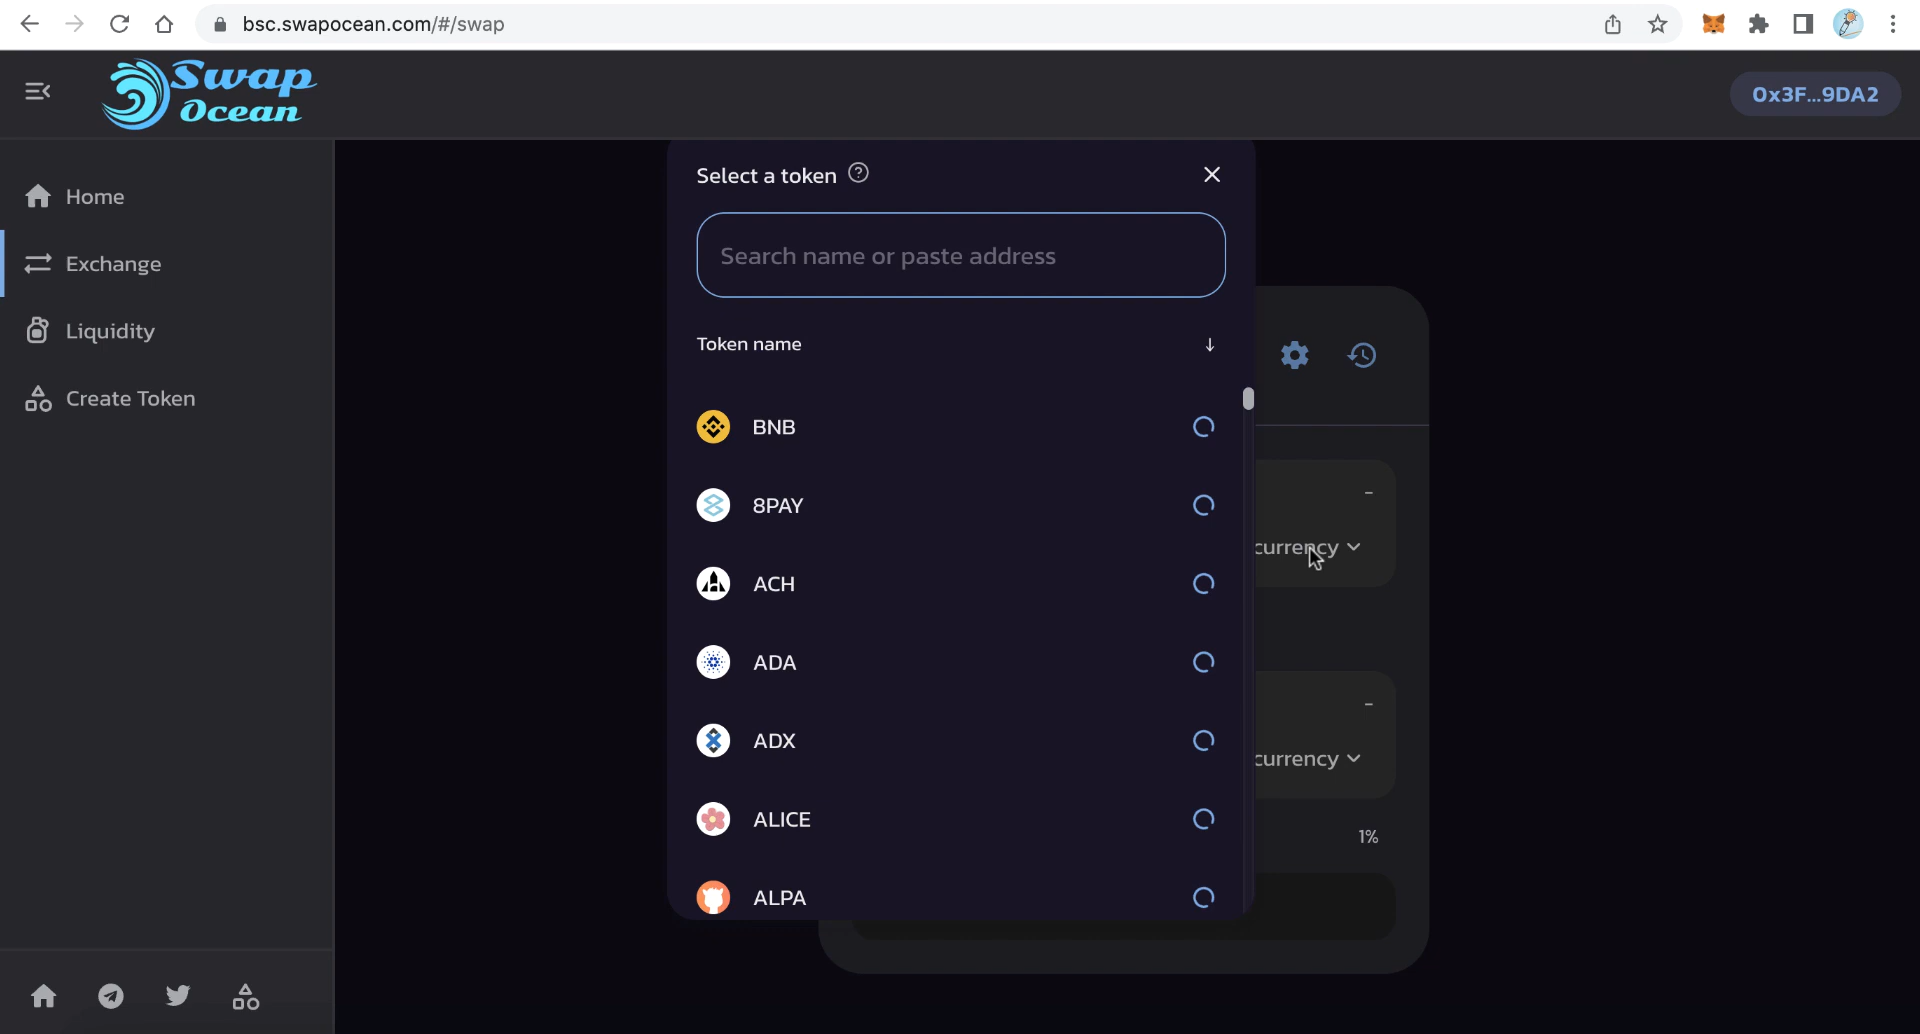 bsc.swapocean.com/#/swap
Swap
Ocean
0x3F...9DA2
Home
Exchange
Liquidity
Create Token
Select a token
Search name or paste address
Token name
BNB
8PAY
ACH
ADA
ADX
ALICE
ALPA
-
currency
-
currency
1%